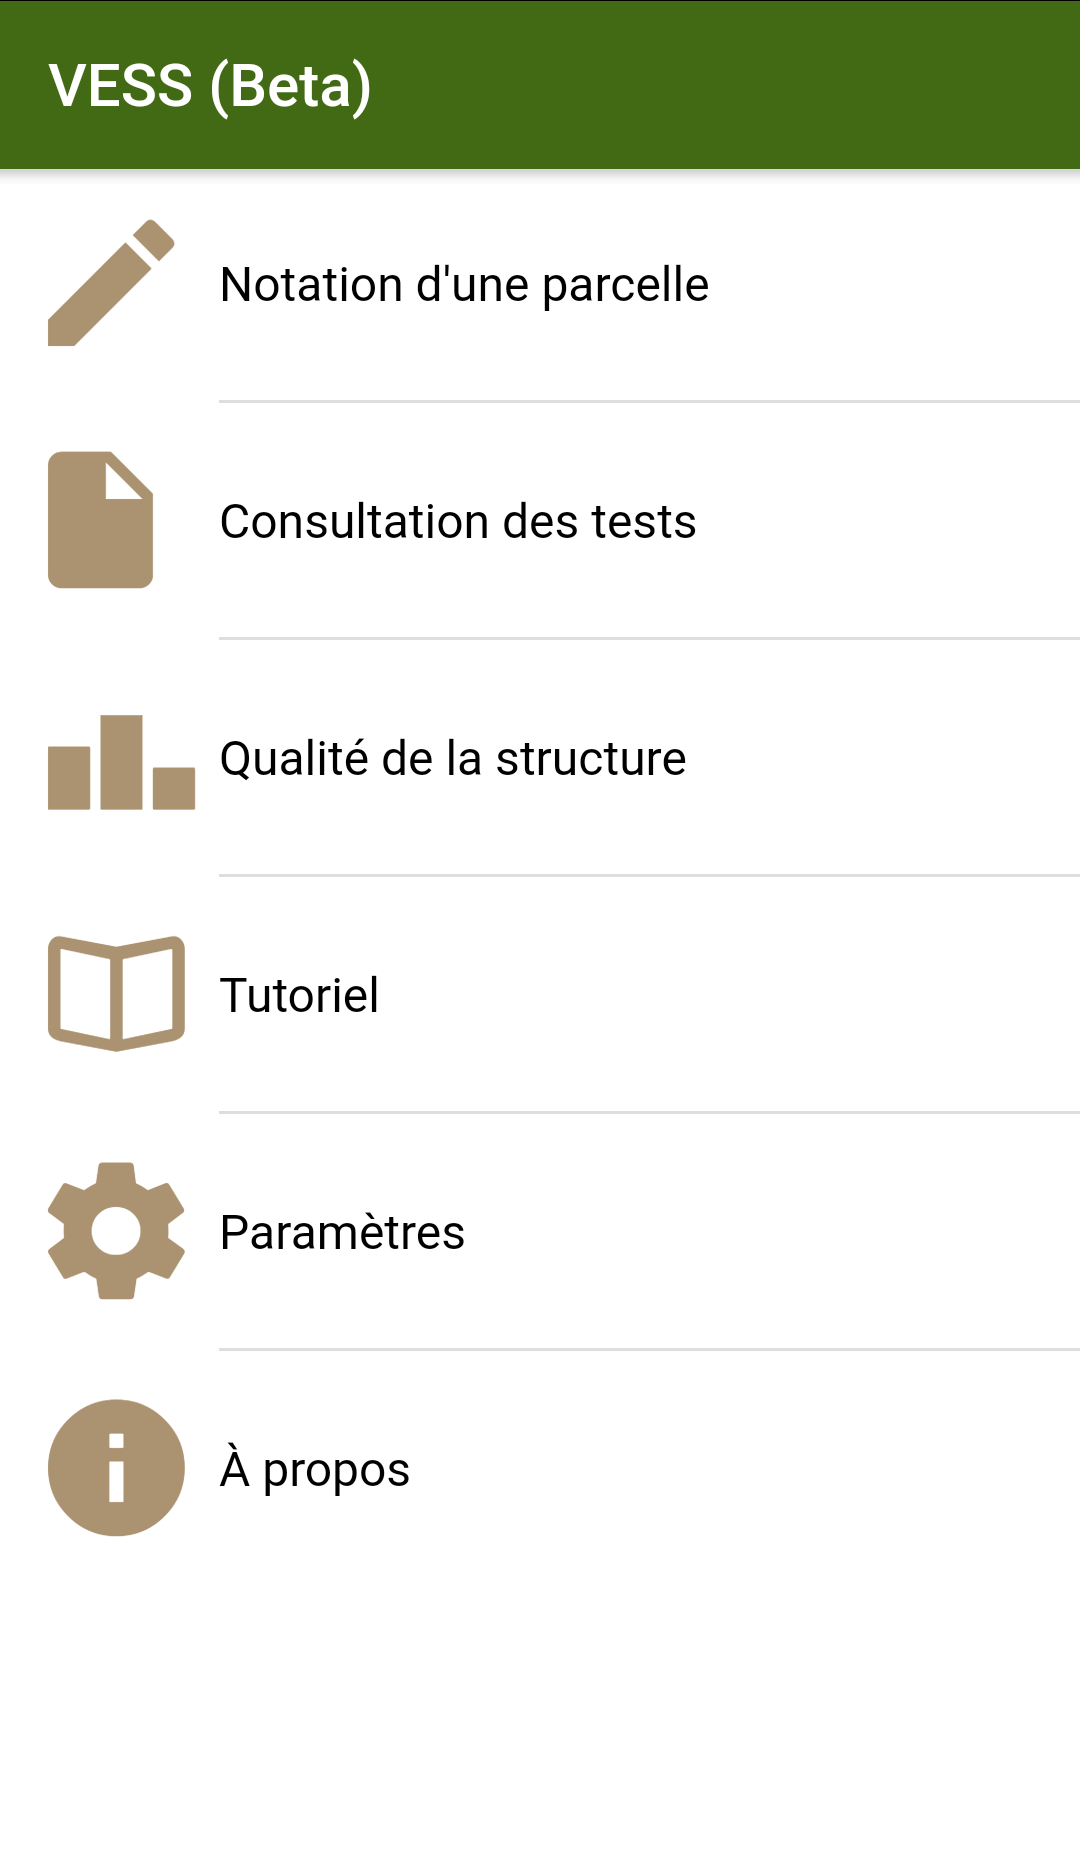 VESS (Beta)
Notation d'une parcelle
Consultation des tests
Qualité de la structure
Tutoriel
Paramètres
À propos